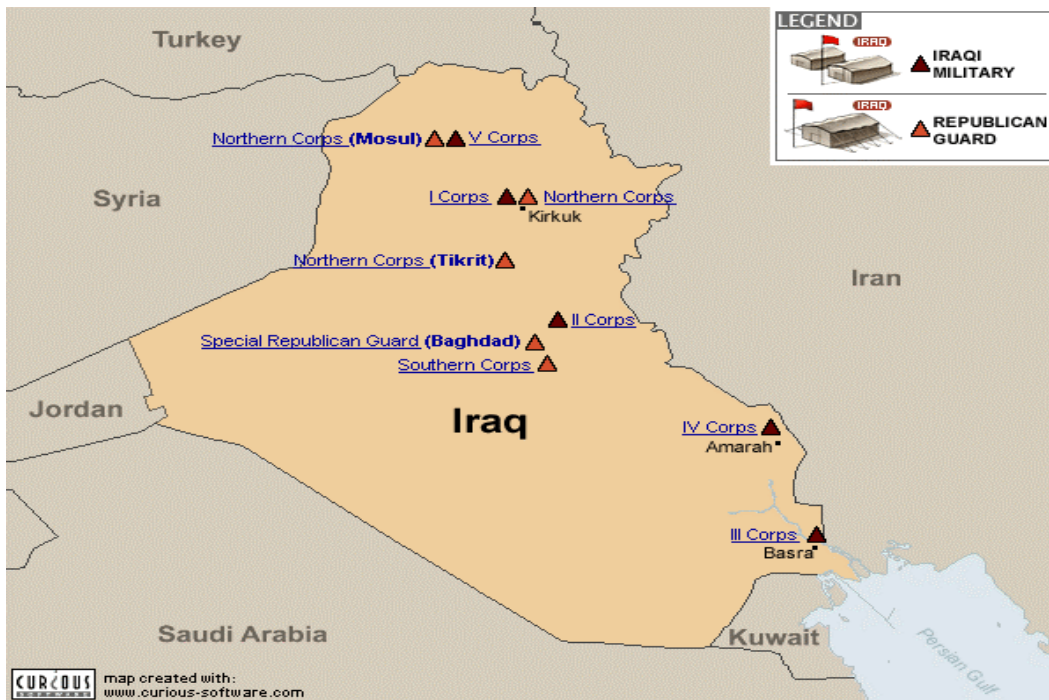 LEGEND
IRAQ
IRAQI
MILITARY
IRAQ
REPUBLICAN
GUARD
Turkey
Northern Corps (Mosul)
V Corps
Syria
I Corps
Northern Corps
Kirkuk
Northern Corps (Tikrit)
Iran
II Corps
Special Republican Guard (Baghdad)
Southern Corps
Jordan
Iraq
IV Corps
Amarah
III Corps
Basra
Saudi Arabia
Kuwait
Persian Gulf
CURIOUS
SOFTWARE
map created with:
www.curious-software.com